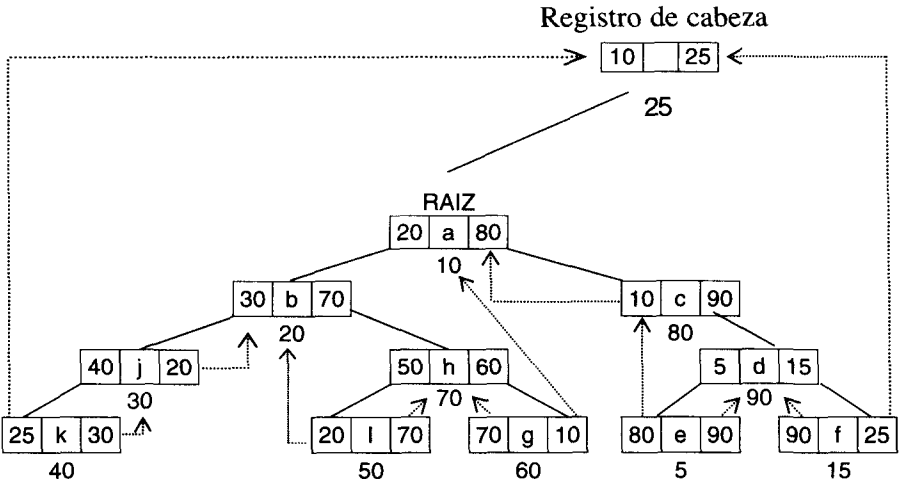 Registro de cabeza
10 25
25
RAIZ
20 a 80
10
30 b 70
20
10 c 90
80
40 j 20
30
50 h 60
70
5 d 15
90
25 k 30
40
20 l 70
50
70 g 10
60
80 e 90
5
90 f 25
15